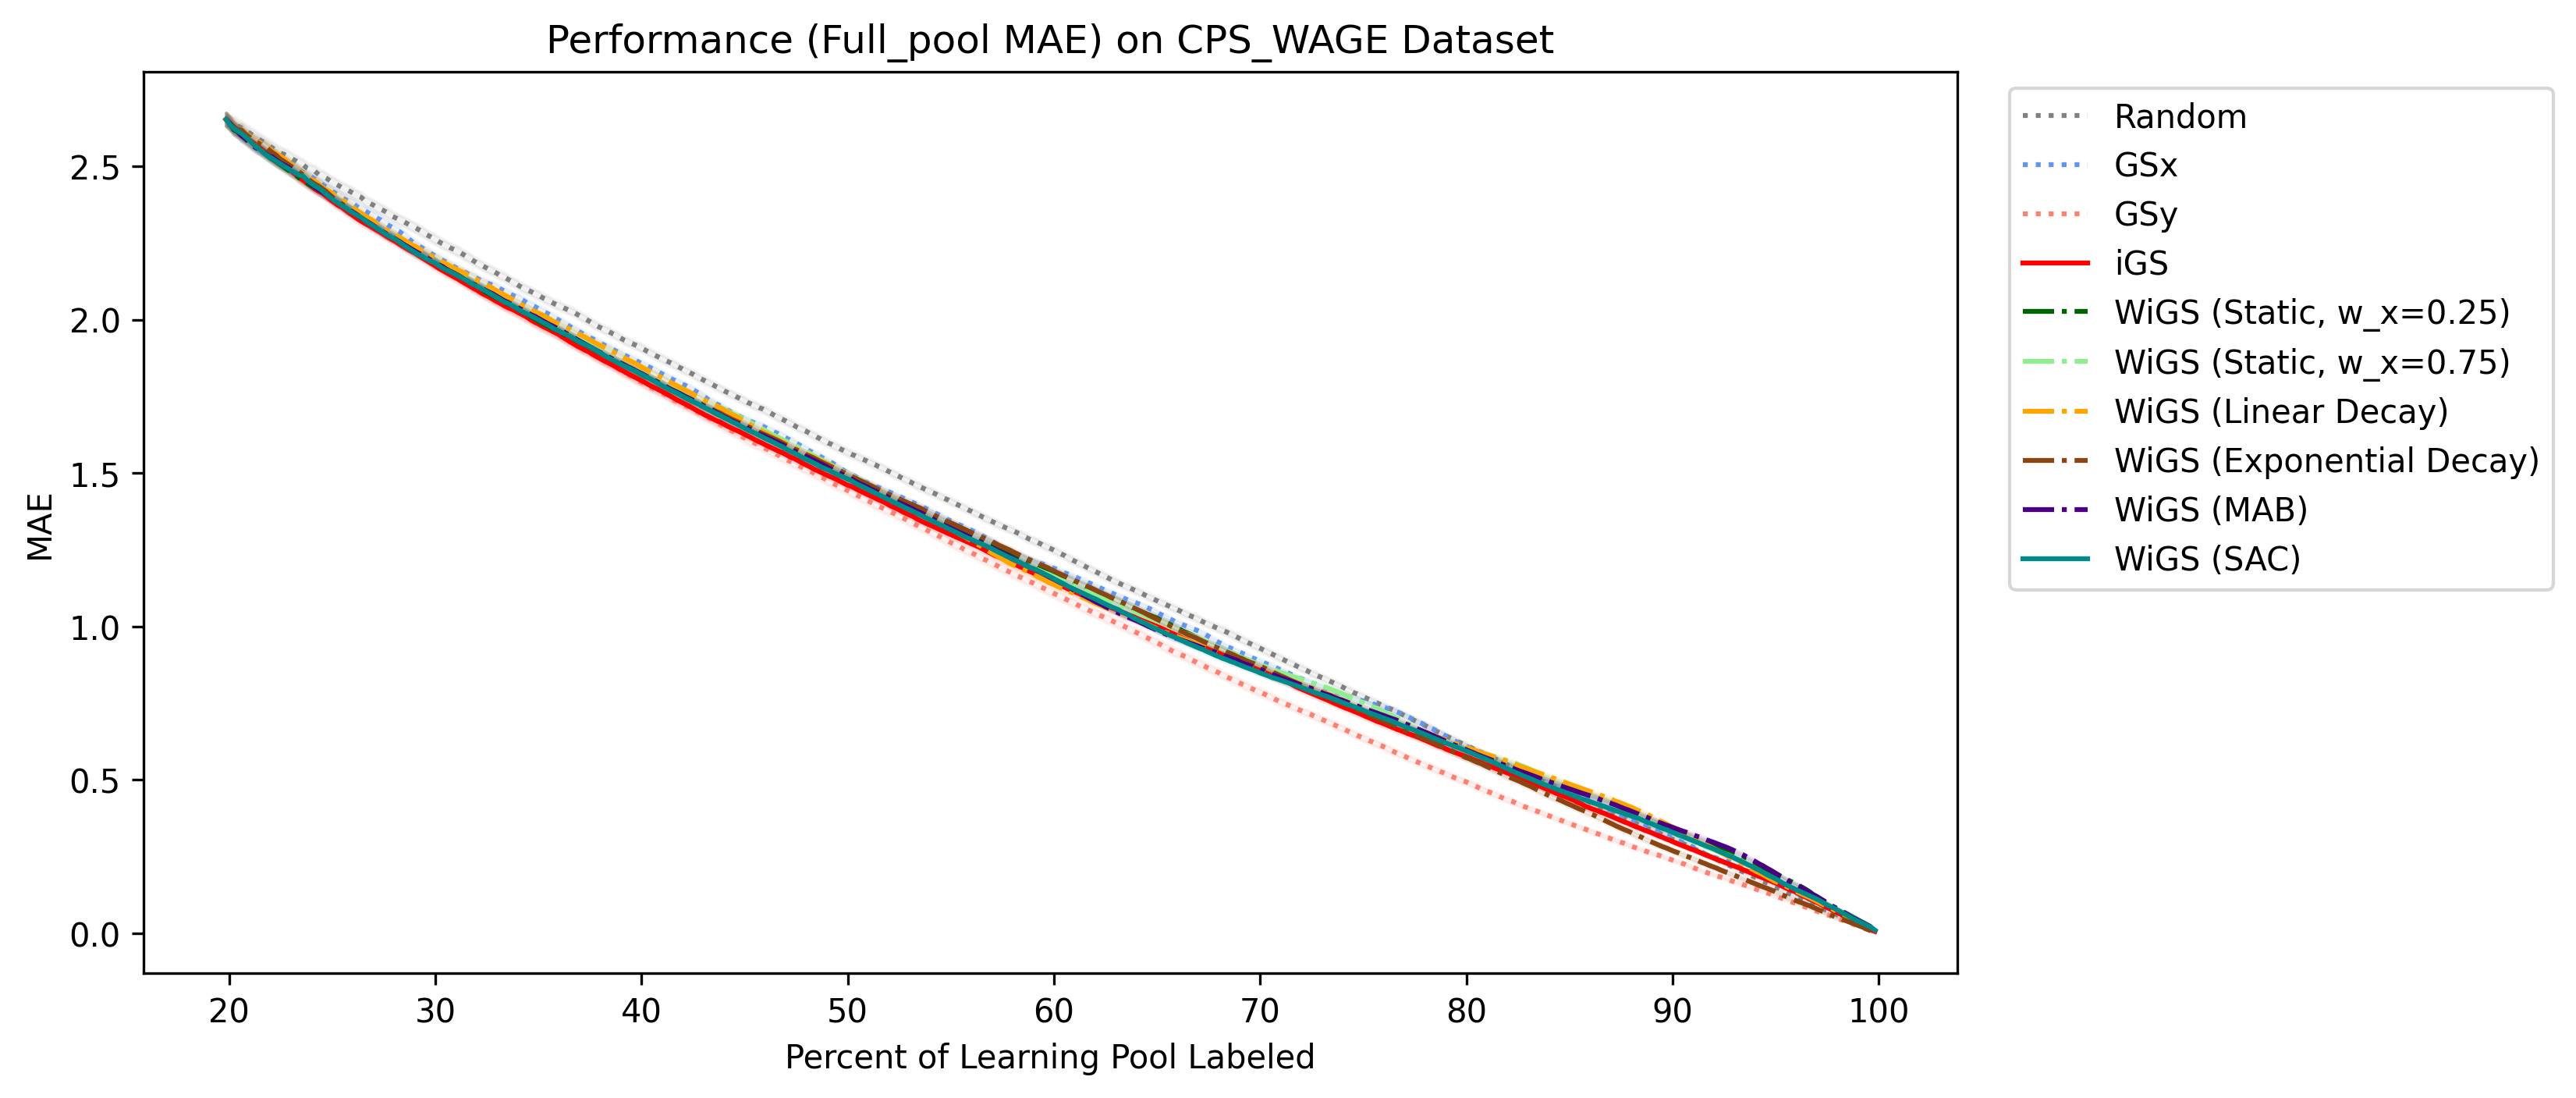 Performance (Full_pool MAE) on CPS_WAGE Dataset
MAE
2.5
2.0
1.5
1.0
0.5
0.0
20 30 40 50 60 70 80 90 100
Percent of Learning Pool Labeled
Random
GSx
GSy
iGS
WiGS (Static, w_x=0.25)
WiGS (Static, w_x=0.75)
WiGS (Linear Decay)
WiGS (Exponential Decay)
WiGS (MAB)
WiGS (SAC)